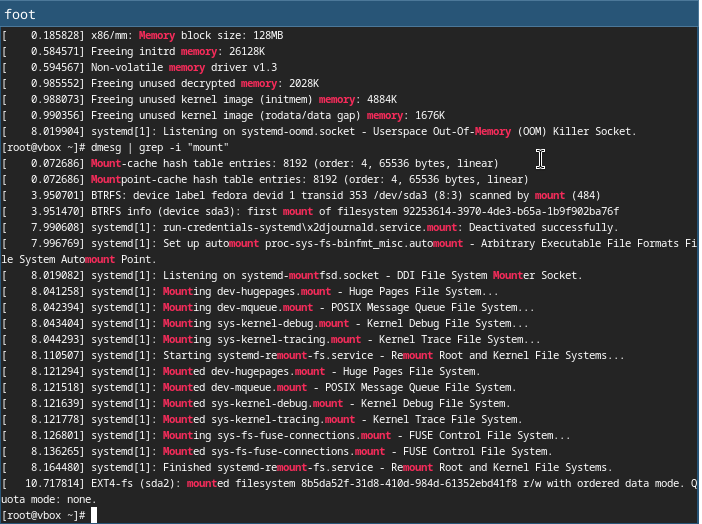 foot
[    0.185828] x86/mm: Memory block size: 128MB
[    0.584571] Freeing initrd memory: 26128K
[    0.594567] Non-volatile memory driver v1.3
[    0.985552] Freeing unused decrypted memory: 2028K
[    0.988073] Freeing unused kernel image (initmem) memory: 4884K
[    0.990356] Freeing unused kernel image (rodata/data gap) memory: 1676K
[    8.019904] systemd[1]: Listening on systemd-oomd.socket - Userspace Out-Of-Memory (OOM) Killer Socket.
[root@vbox ~]# dmesg | grep -i "mount"
[    0.072686] Mount-cache hash table entries: 8192 (order: 4, 65536 bytes, linear)
[    0.072686] Mountpoint-cache hash table entries: 8192 (order: 4, 65536 bytes, linear)
[    3.950701] BTRFS: device label fedora devid 1 transid 353 /dev/sda3 (8:3) scanned by mount (484)
[    3.951470] BTRFS info (device sda3): first mount of filesystem 92253614-3970-4de3-b65a-1b9f902ba76f
[    7.990608] systemd[1]: run-credentials-systemd\x2djournald.service.mount: Deactivated successfully.
[    7.996769] systemd[1]: Set up automount proc-sys-fs-binfmt_misc.automount - Arbitrary Executable File Formats Fi
le System Automount Point.
[    8.019082] systemd[1]: Listening on systemd-mountfsd.socket - DDI File System Mounter Socket.
[    8.041258] systemd[1]: Mounting dev-hugepages.mount - Huge Pages File System...
[    8.042394] systemd[1]: Mounting dev-mqueue.mount - POSIX Message Queue File System...
[    8.043404] systemd[1]: Mounting sys-kernel-debug.mount - Kernel Debug File System...
[    8.044293] systemd[1]: Mounting sys-kernel-tracing.mount - Kernel Trace File System...
[    8.110507] systemd[1]: Starting systemd-remount-fs.service - Remount Root and Kernel File Systems...
[    8.121294] systemd[1]: Mounted dev-hugepages.mount - Huge Pages File System.
[    8.121518] systemd[1]: Mounted dev-mqueue.mount - POSIX Message Queue File System.
[    8.121639] systemd[1]: Mounted sys-kernel-debug.mount - Kernel Debug File System.
[    8.121778] systemd[1]: Mounted sys-kernel-tracing.mount - Kernel Trace File System.
[    8.126801] systemd[1]: Mounting sys-fs-fuse-connections.mount - FUSE Control File System...
[    8.136265] systemd[1]: Mounted sys-fs-fuse-connections.mount - FUSE Control File System.
[    8.164480] systemd[1]: Finished systemd-remount-fs.service - Remount Root and Kernel File Systems.
[   10.717814] EXT4-fs (sda2): mounted filesystem 8b5da52f-31d8-410d-984d-61352ebd41f8 r/w with ordered data mode. Q
uota mode: none.
[root@vbox ~]#